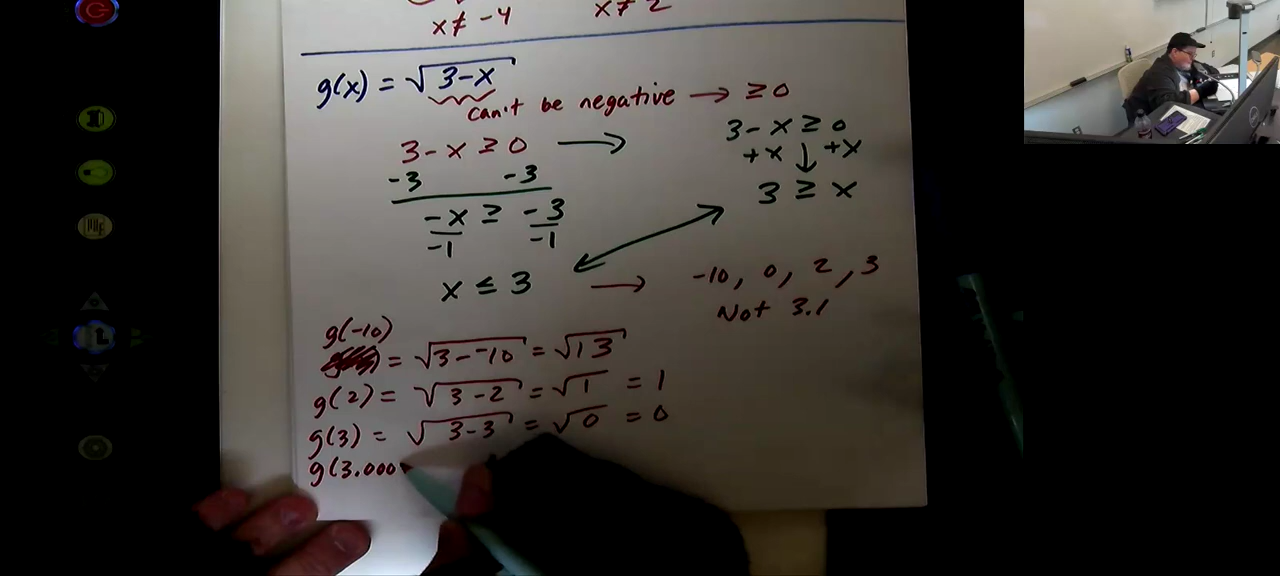 x ≠ -4 x ≠ 2
g(x) = √3-x
can't be negative → ≥0
3 - x ≥ 0 →
-3 -3
-x ≥ -3
-1 -1
x ≤ 3 →
3 - x ≥ 0
+x ↓ +x
3 ≥ x
-10, 0, 2, 3
Not 3.1
g(-10)
= √3--10 = √13
g(2) = √3-2 = √1 = 1
g(3) = √3-3 = √0 = 0
g(3.000